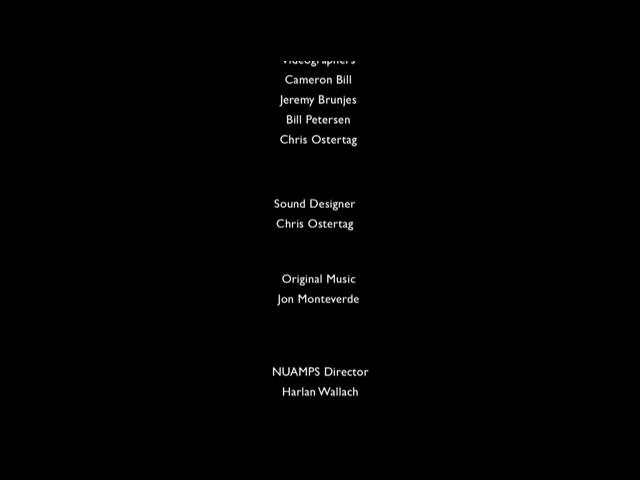 Videographers
Cameron Bill
Jeremy Brunjes
Bill Petersen
Chris Ostertag
Sound Designer
Chris Ostertag
Original Music
Jon Monteverde
NUAMPS Director
Harlan Wallach